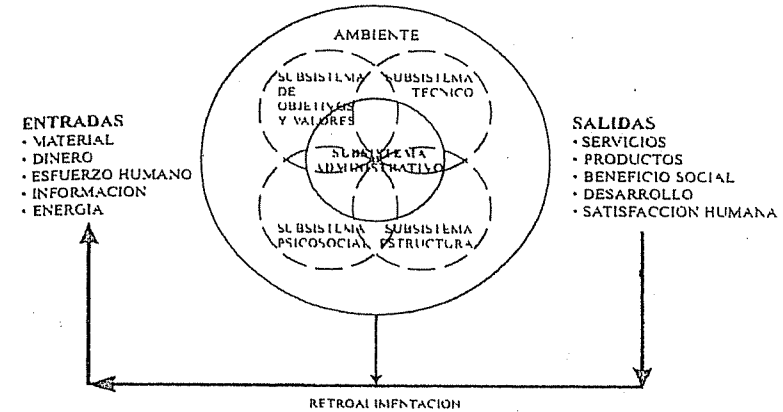 AMBIENTE
SUBSISTEMA
DE
OBJETIVOS
Y VALORES
SUBSISTEMA
TECNICO
ENTRADAS
• MATERIAL
• DINERO
• ESFUERZO HUMANO
• INFORMACION
• ENERGIA
SUBSISTEMA
ADMINISTRATIVO
SALIDAS
• SERVICIOS
• PRODUCTOS
• BENEFICIO SOCIAL
• DESARROLLO
• SATISFACCION HUMANA
SUBSISTEMA
PSICOSOCIAL
SUBSISTEMA
ESTRUCTURA
RETROALIMENTACION